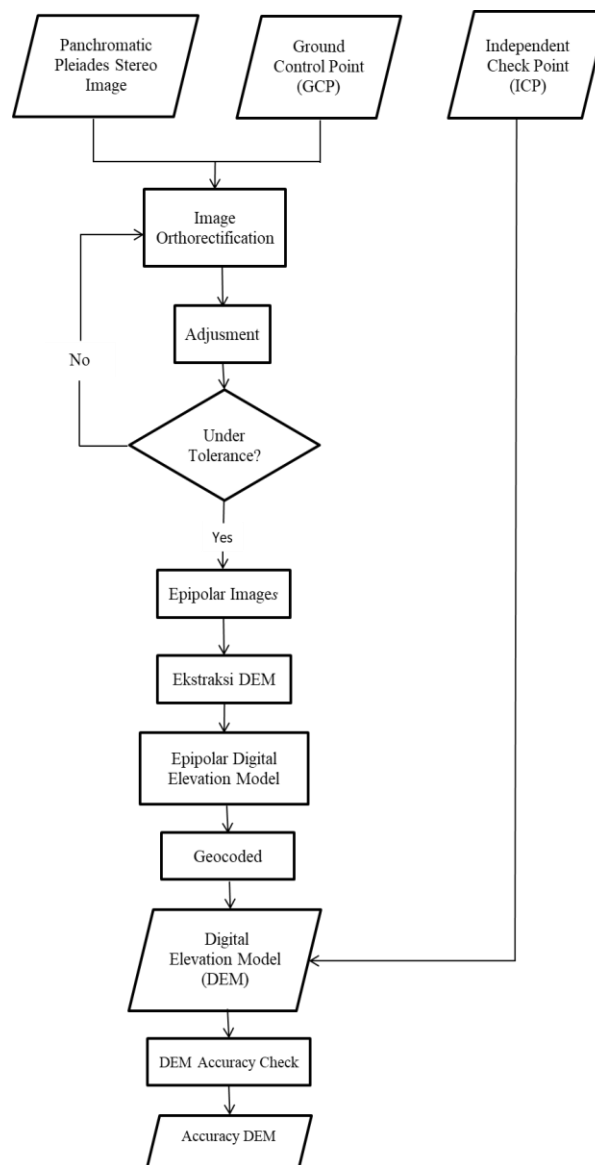 Panchromatic
Pleiades Stereo
Image
Ground
Control Point
(GCP)
Independent
Check Point
(ICP)
Image
Orthorectification
Adjusment
No
Under
Tolerance?
Yes
Epipolar Images
Ekstraksi DEM
Epipolar Digital
Elevation Model
Geocoded
Digital
Elevation Model
(DEM)
DEM Accuracy Check
Accuracy DEM